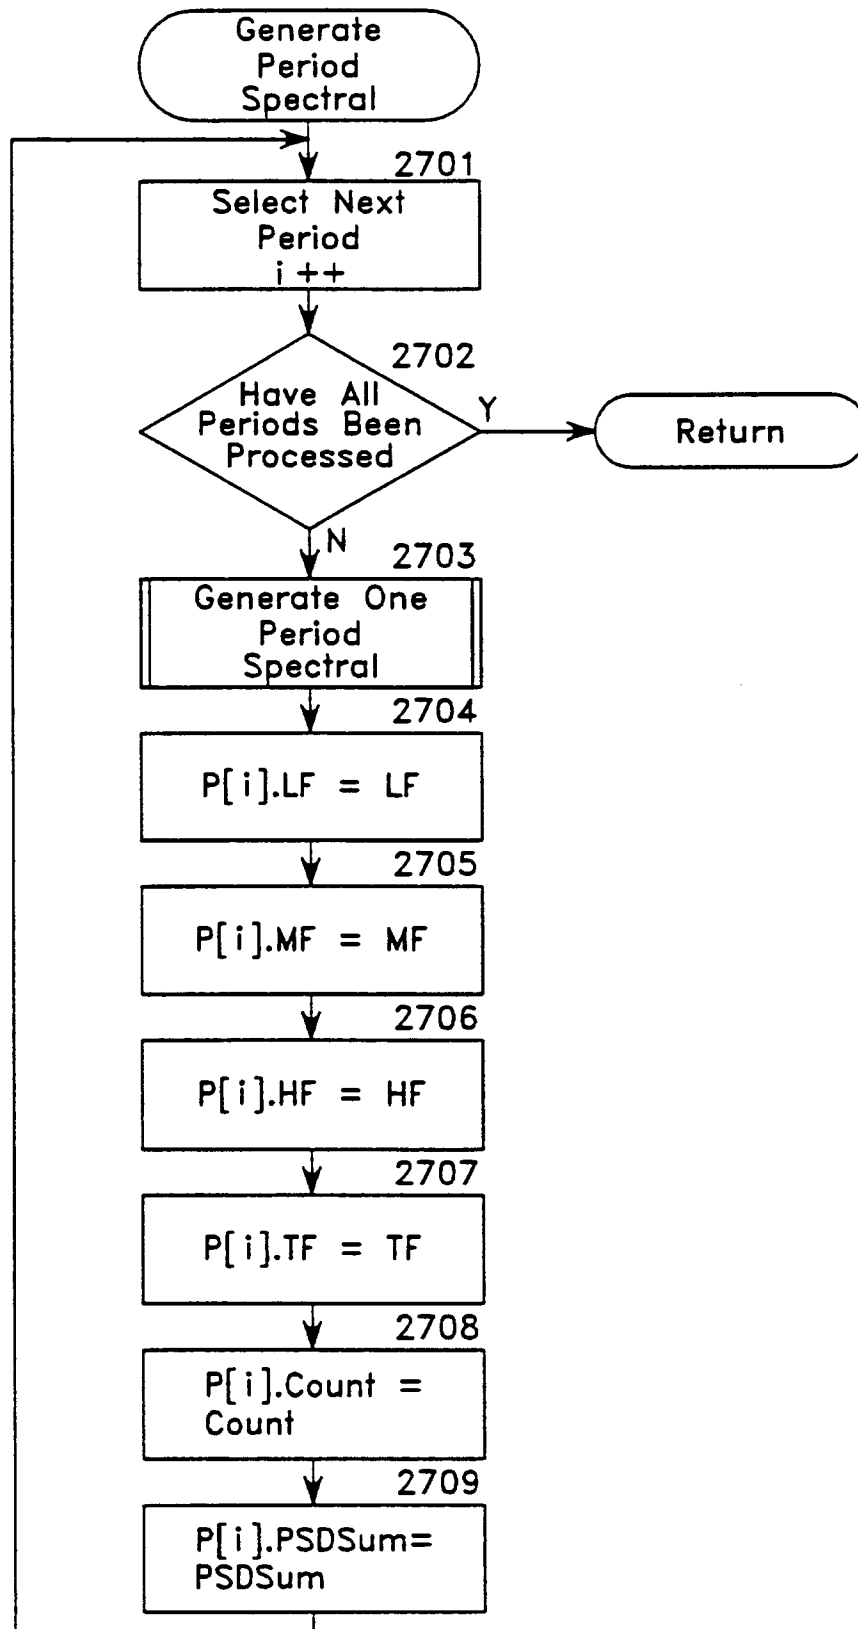 Generate
Period
Spectral
2701
Select Next
Period
i ++
2702
Have All
Periods Been
Processed
Y
Return
N
2703
Generate One
Period
Spectral
2704
P[i].LF = LF
2705
P[i].MF = MF
2706
P[i].HF = HF
2707
P[i].TF = TF
2708
P[i].Count =
Count
2709
P[i].PSDSum=
PSDSum